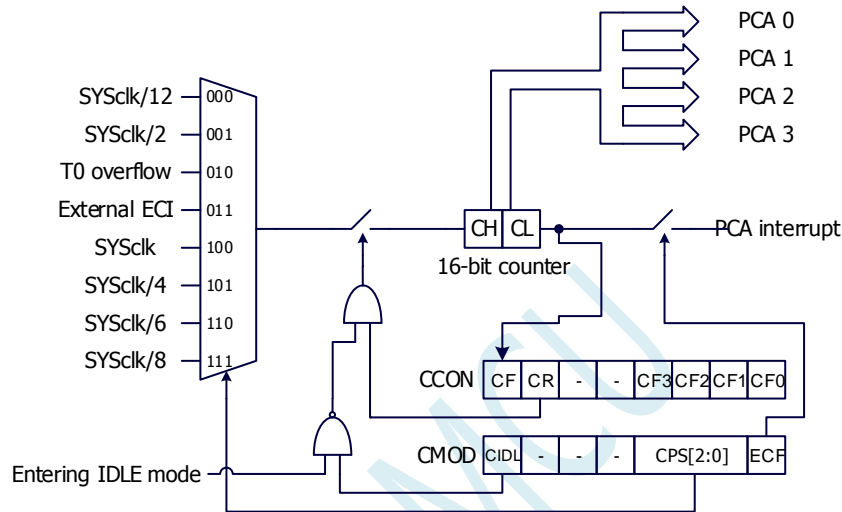 PCA 0
PCA 1
PCA 2
PCA 3
SYSclk/12 000
SYSclk/2 001
T0 overflow 010
External ECI 011
SYSclk 100
SYSclk/4 101
SYSclk/6 110
SYSclk/8 111
CH CL
16-bit counter
PCA interrupt
CCON CF CR - - CF3 CF2 CF1 CF0
CMOD CIDL - - - CPS[2:0] ECF
Entering IDLE mode
MCU